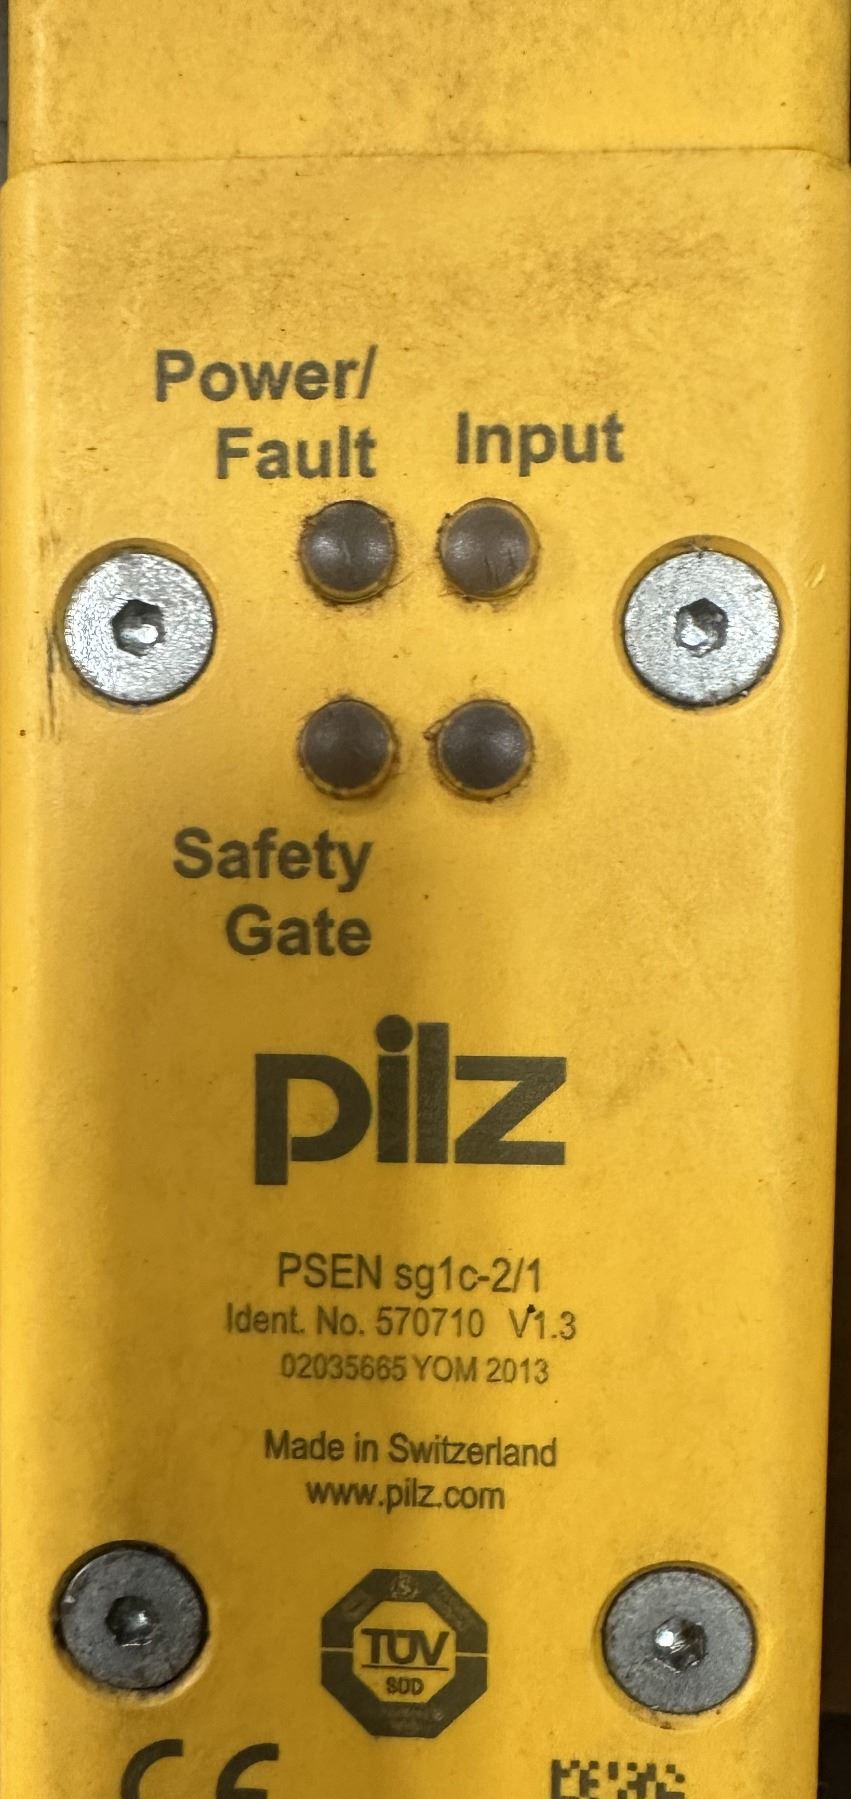 Power/
Fault
Input
Safety
Gate
pilz
PSEN sg1c-2/1
Ident. No. 570710 V1.3
02035665 YOM 2013
Made in Switzerland
www.pilz.com
TÜV
SÜD
CE